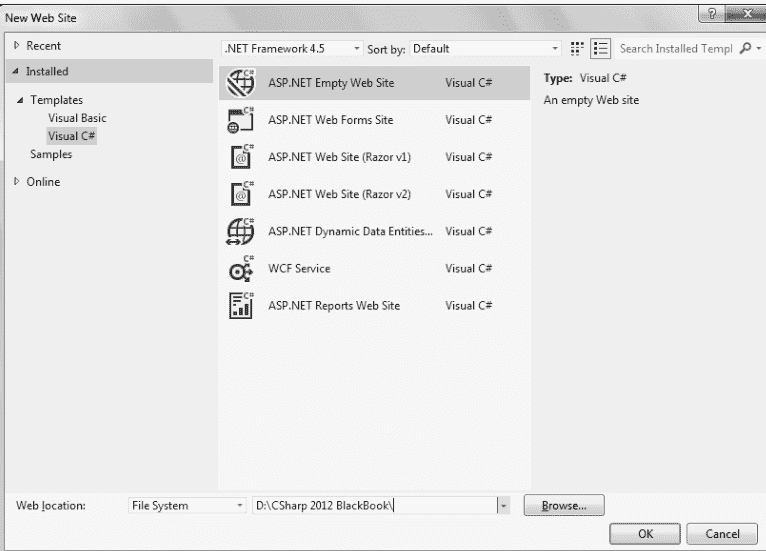 New Web Site
Recent
.NET Framework 4.5 Sort by: Default Search Installed Templ
Installed
Templates
Visual Basic
Visual C#
Samples
Online
ASP.NET Empty Web Site Visual C#
ASP.NET Web Forms Site Visual C#
ASP.NET Web Site (Razor v1) Visual C#
ASP.NET Web Site (Razor v2) Visual C#
ASP.NET Dynamic Data Entities... Visual C#
WCF Service Visual C#
ASP.NET Reports Web Site Visual C#
Type: Visual C#
An empty Web site
Web location: File System D:\CSharp 2012 BlackBook\ Browse...
OK Cancel